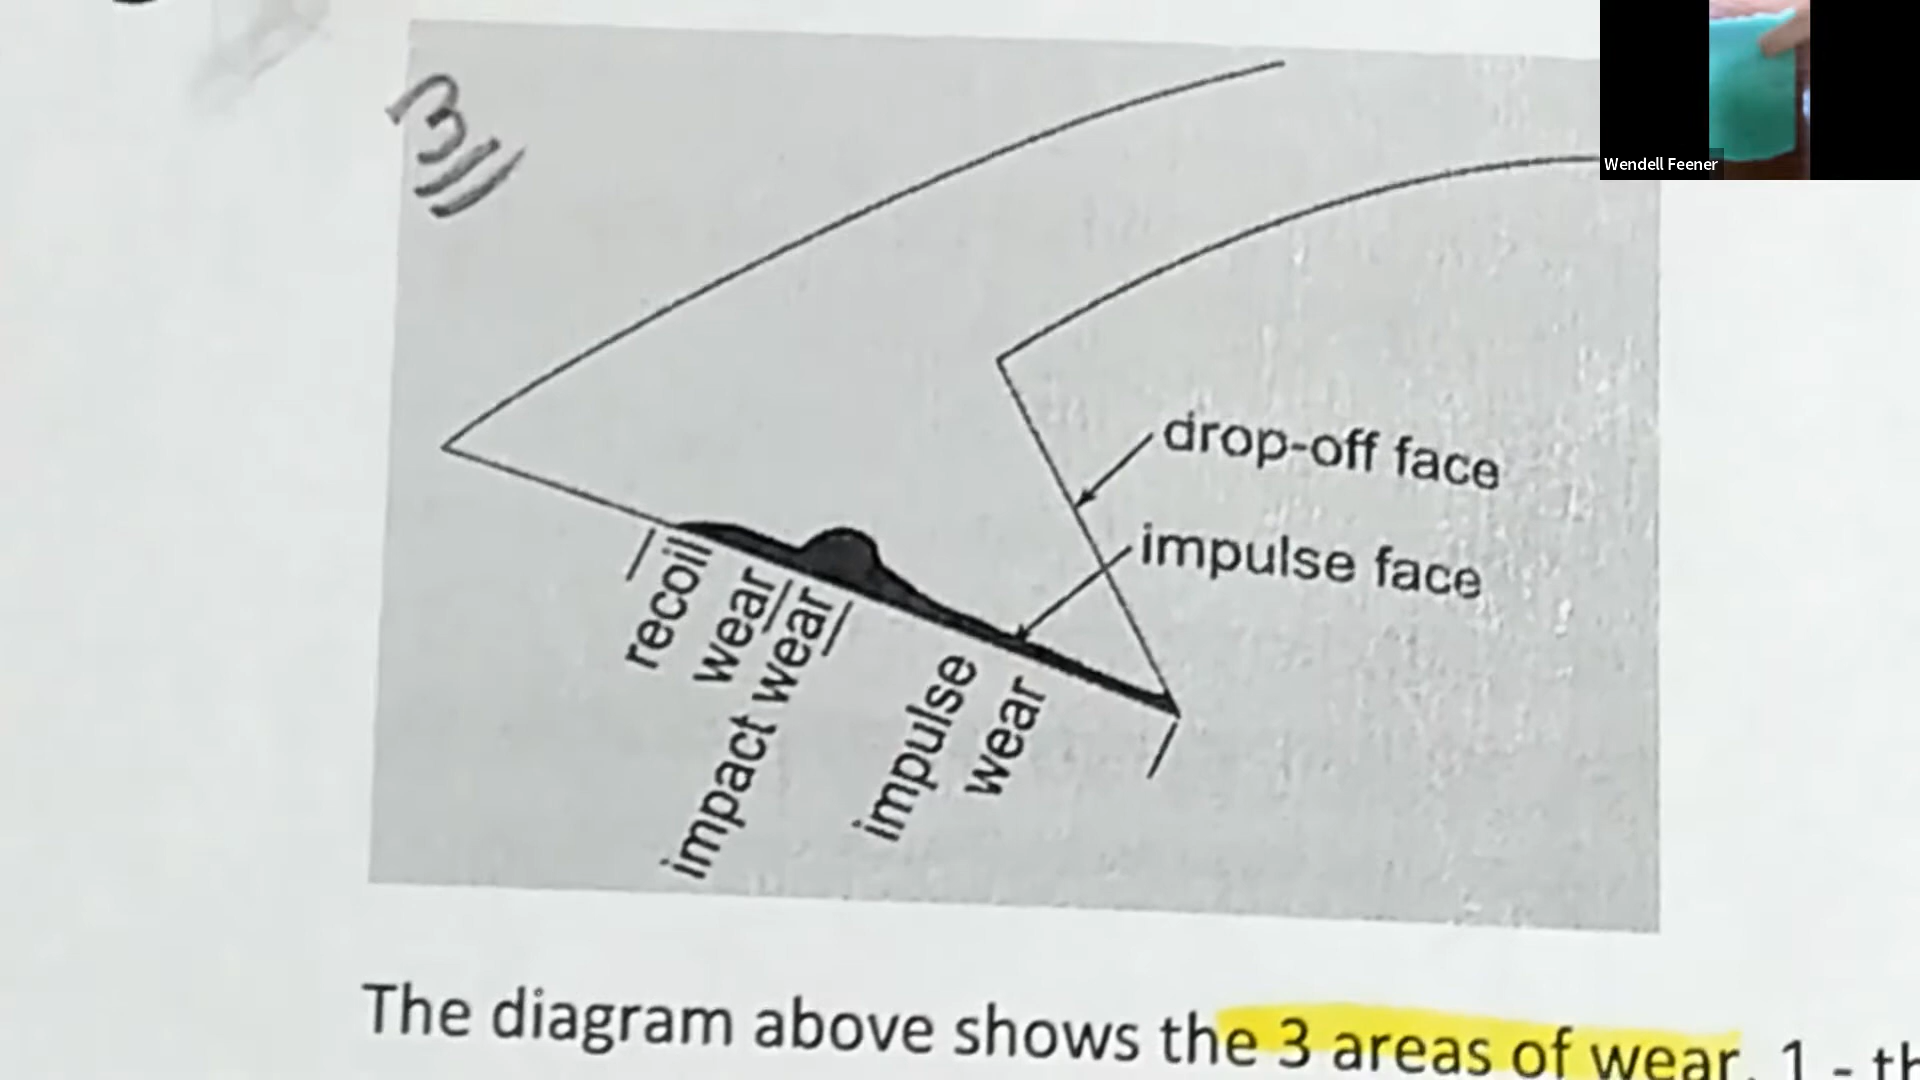 3))
Wendell Feener
drop-off face
impulse face
recoil
wear
impact wear
impulse
wear
The diagram above shows the 3 areas of wear. 1 - th